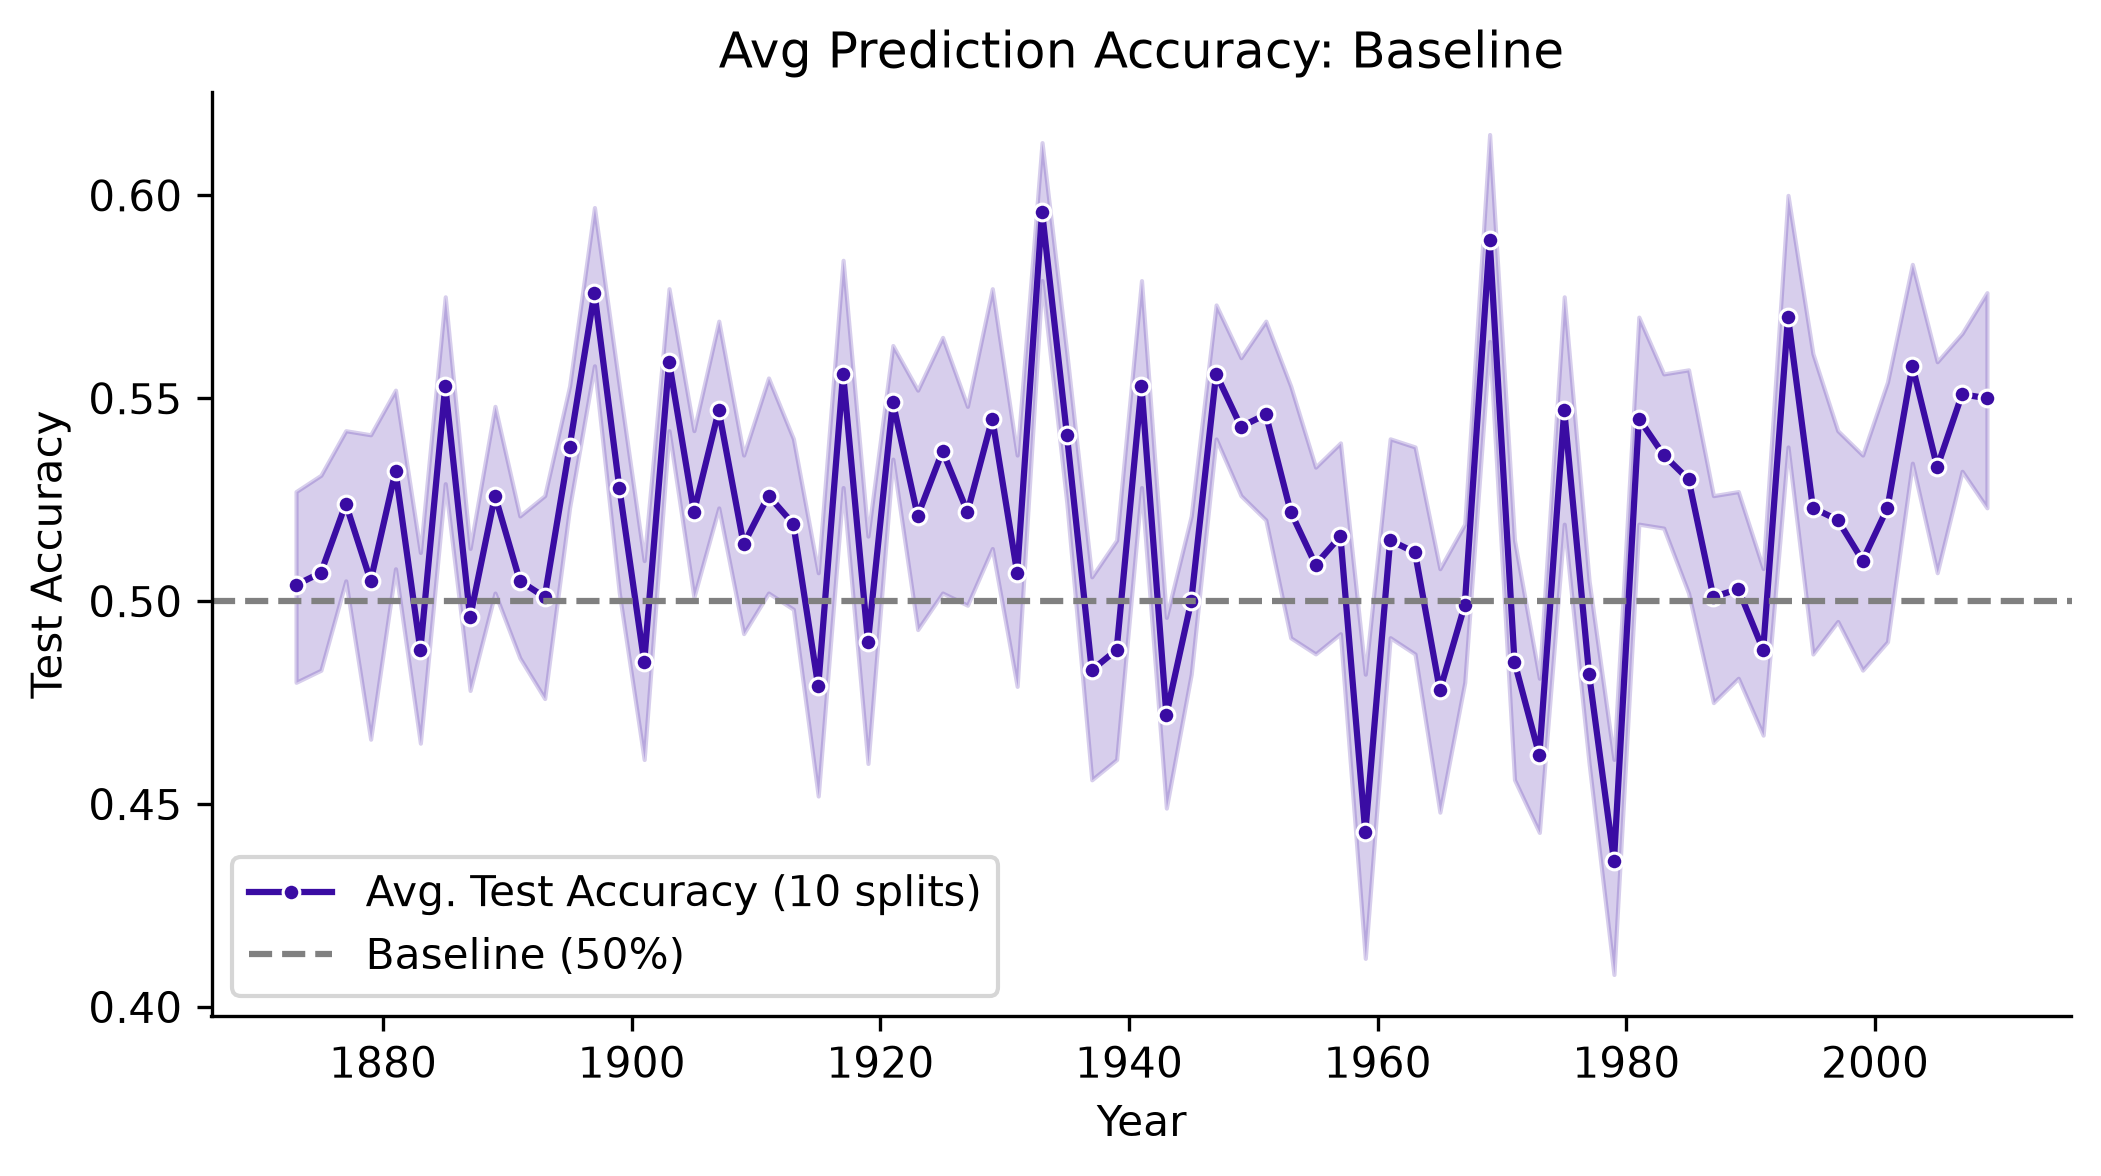 Avg Prediction Accuracy: Baseline
Test Accuracy
0.60
0.55
0.50
0.45
0.40
Avg. Test Accuracy (10 splits)
Baseline (50%)
1880 1900 1920 1940 1960 1980 2000
Year